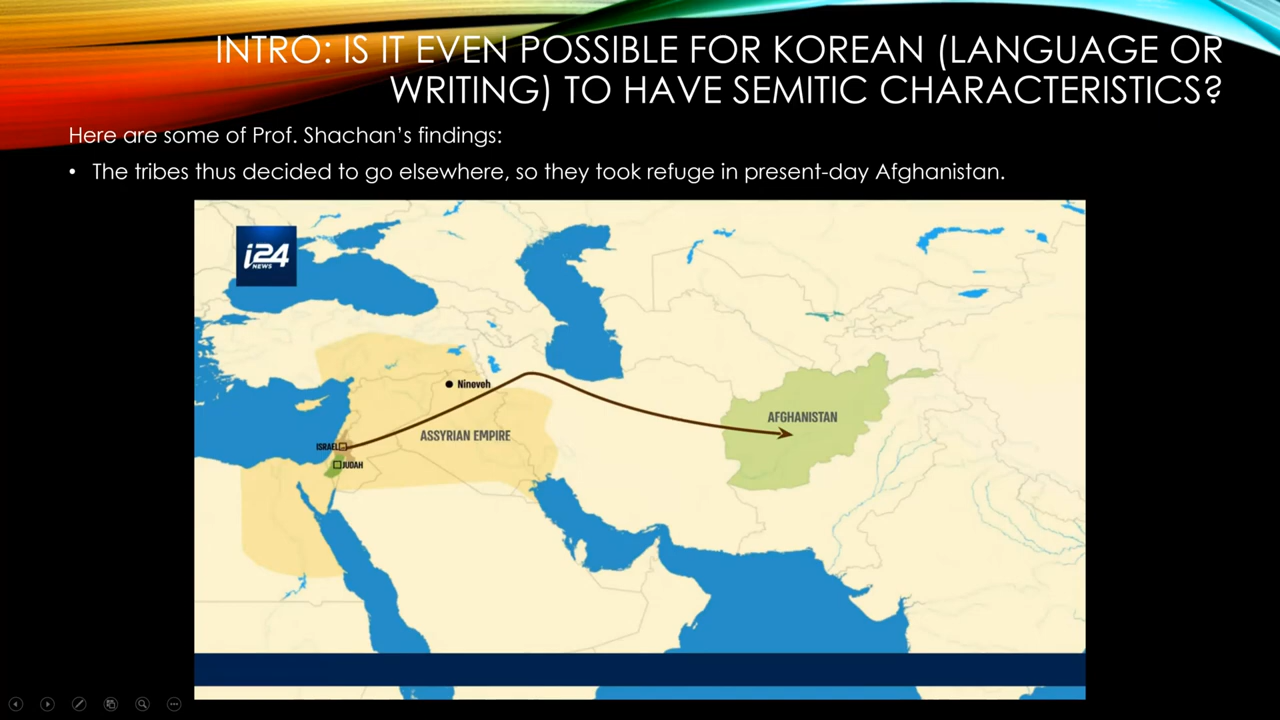 INTRO: IS IT EVEN POSSIBLE FOR KOREAN (LANGUAGE OR
WRITING) TO HAVE SEMITIC CHARACTERISTICS?
Here are some of Prof. Shachan's findings:
• The tribes thus decided to go elsewhere, so they took refuge in present-day Afghanistan.
i24
NEWS
Nineveh
AFGHANISTAN
ASSYRIAN EMPIRE
ISRAEL
JUDAH